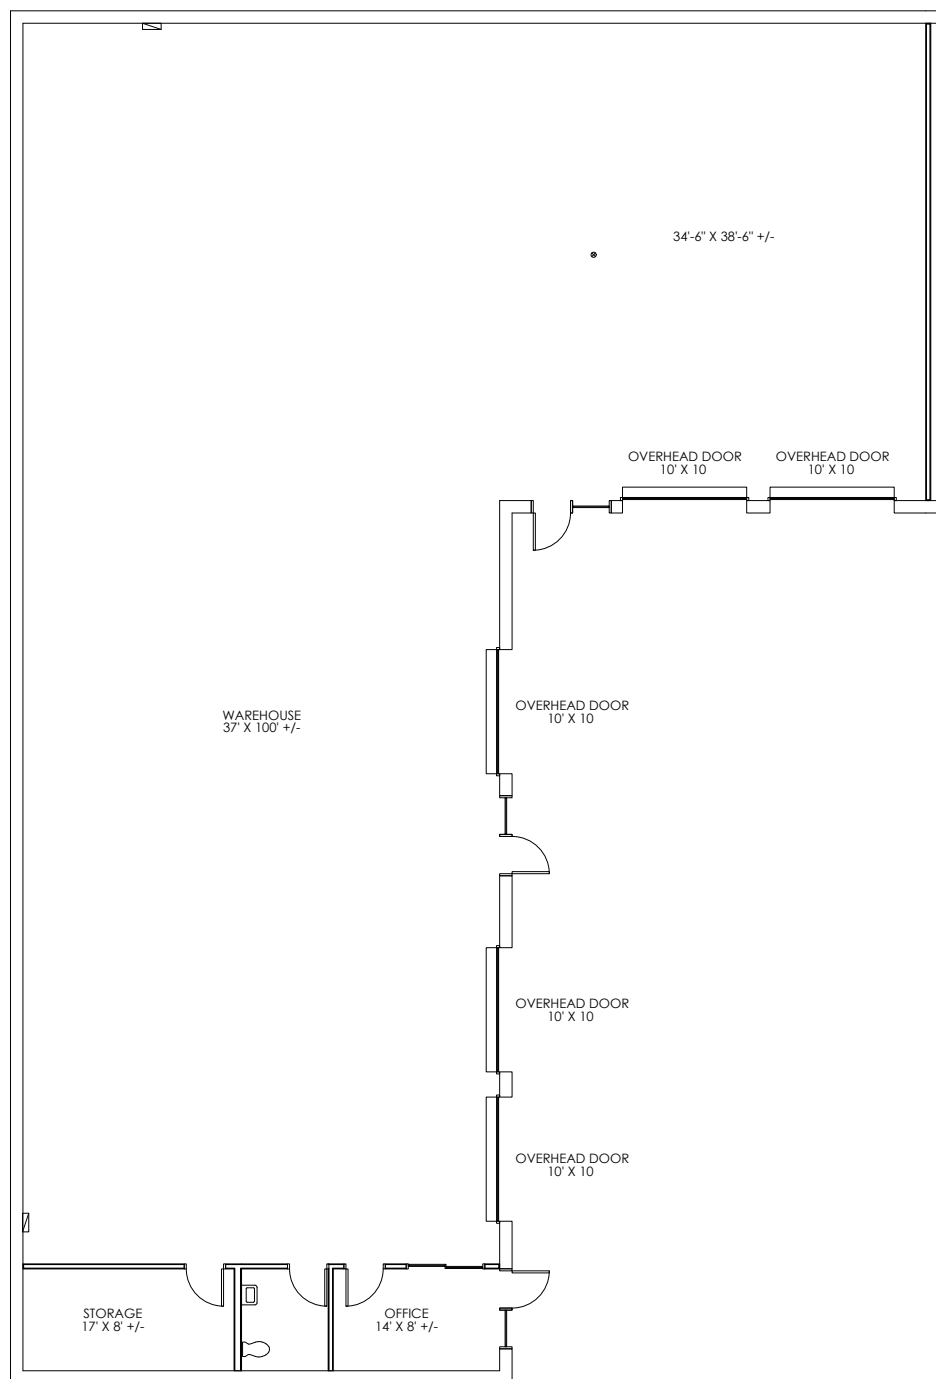 34'-6" X 38'-6" +/-
OVERHEAD DOOR
10' X 10
OVERHEAD DOOR
10' X 10
OVERHEAD DOOR
10' X 10
WAREHOUSE
37' X 100' +/-
OVERHEAD DOOR
10' X 10
OVERHEAD DOOR
10' X 10
STORAGE
17' X 8' +/-
OFFICE
14' X 8' +/-